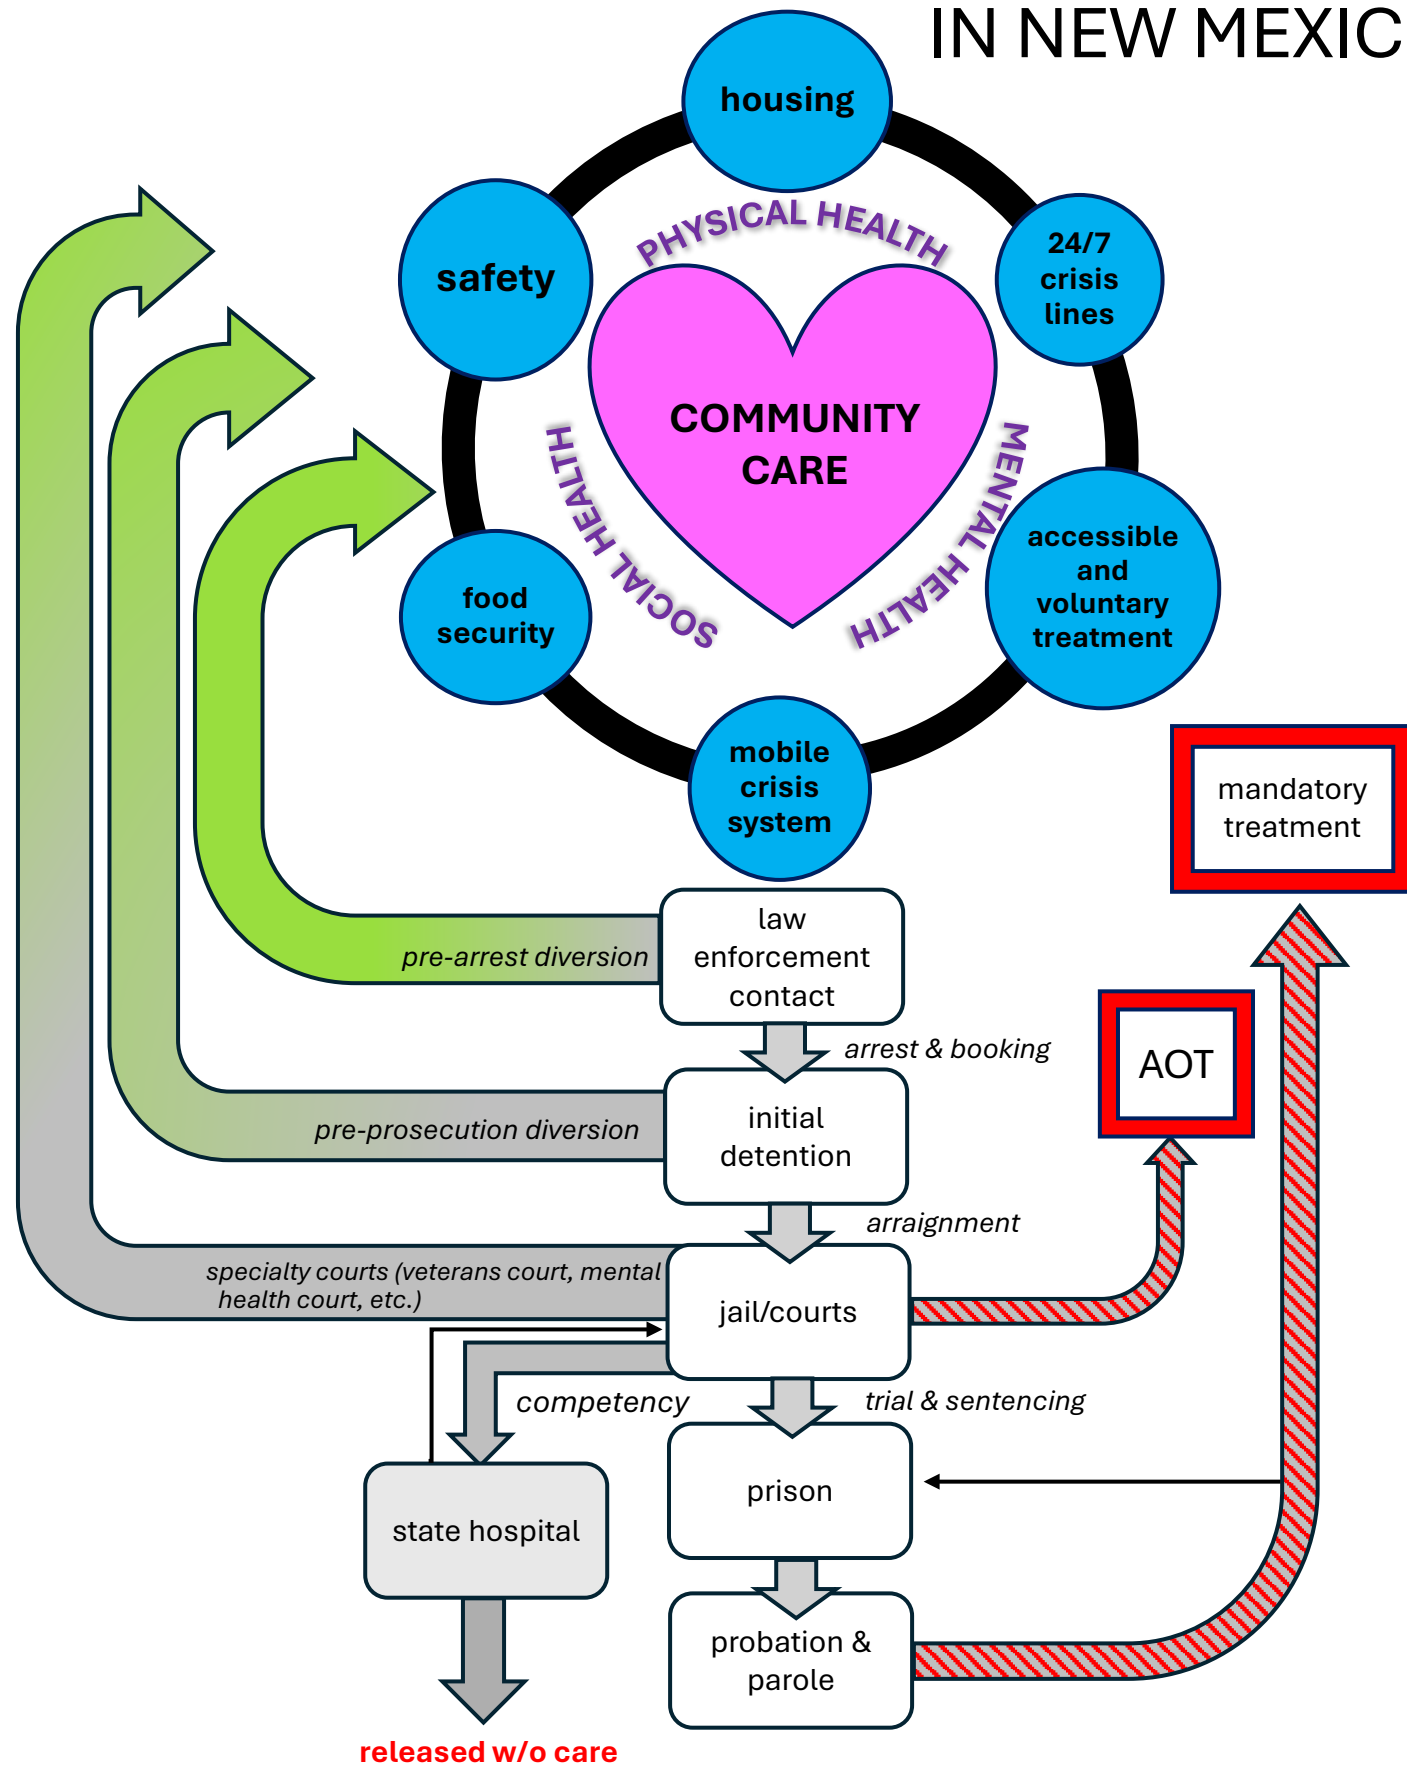 IN NEW MEXIC
housing
PHYSICAL HEALTH
24/7
crisis
lines
safety
COMMUNITY
CARE
SOCIAL HEALTH
MENTAL HEALTH
accessible
and
voluntary
treatment
food
security
mobile
crisis
system
mandatory
treatment
law
enforcement
contact
pre-arrest diversion
arrest & booking
AOT
initial
detention
pre-prosecution diversion
arraignment
specialty courts (veterans court, mental
health court, etc.)
jail/courts
competency
trial & sentencing
prison
state hospital
probation &
parole
released w/o care